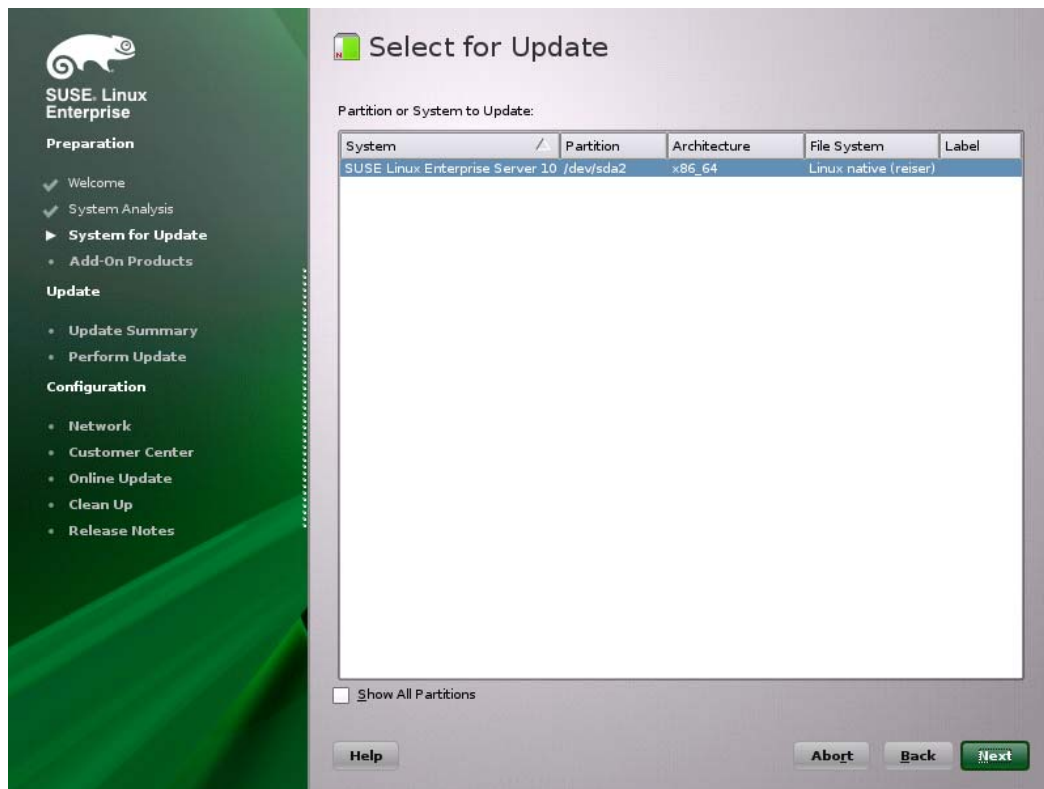 SUSE. Linux
Enterprise
Preparation
Welcome
System Analysis
System for Update
Add-On Products
Update
Update Summary
Perform Update
Configuration
Network
Customer Center
Online Update
Clean Up
Release Notes
N
Select for Update
Partition or System to Update:
System Partition Architecture File System Label
SUSE Linux Enterprise Server 10 /dev/sda2 x86_64 Linux native (reiser)
Show All Partitions
Help Abort Back Next